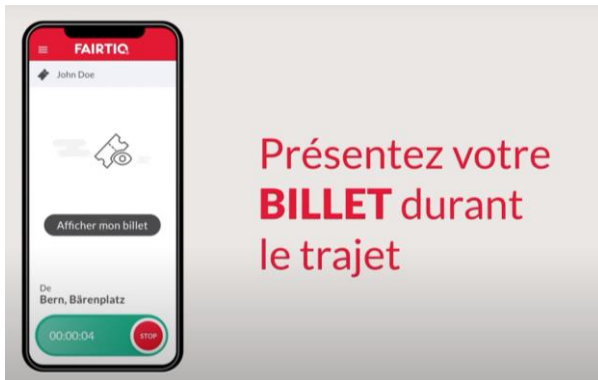 FAIRTIQ
John Doe
Afficher mon billet
De
Bern, Bärenplatz
00:00:04
STOP
Présentez votre
BILLET durant
le trajet